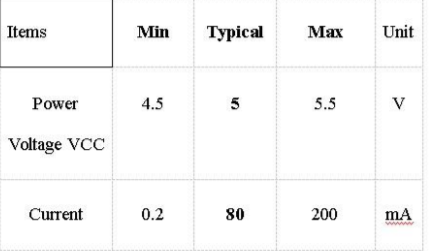 Items Min Typical Max Unit
Power Voltage VCC 4.5 5 5.5 V
Current 0.2 80 200 mA